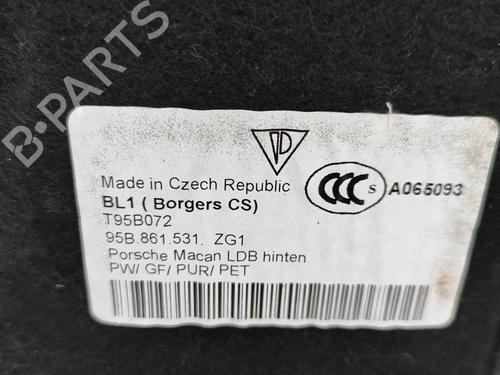 B-PARTS
Made in Czech Republic
CCC S A065093
BL1 ( Borgers CS)
T95B072
95B.861.531. ZG1
Porsche Macan LDB hinten
PW/ GF/ PUR/ PET